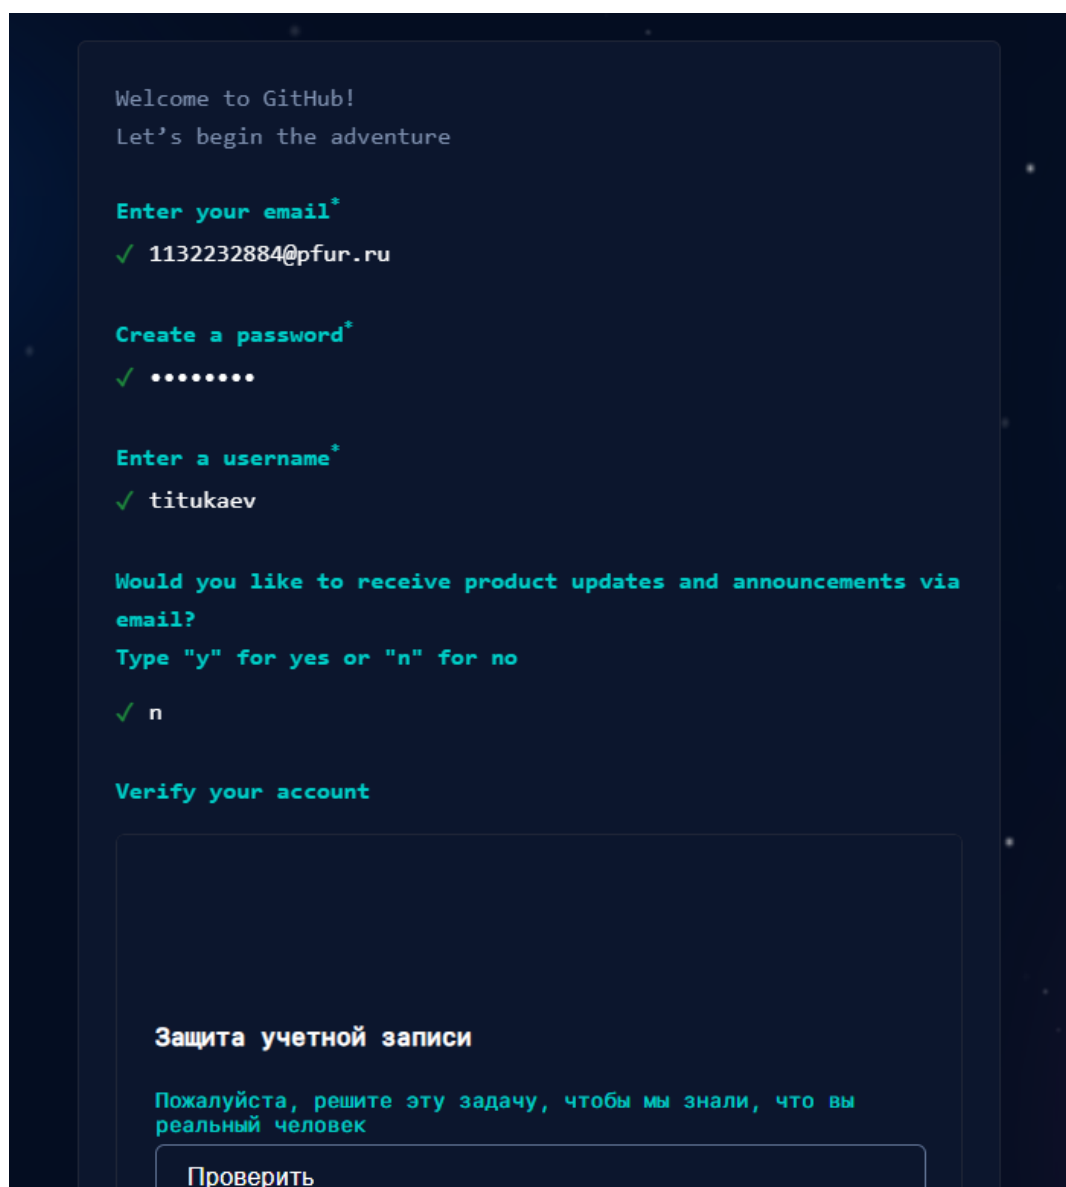 Welcome to GitHub!
Let’s begin the adventure
Enter your email*
✓ 1132232884@pfur.ru
Create a password*
✓ ••••••••
Enter a username*
✓ titukaev
Would you like to receive product updates and announcements via
email?
Type "y" for yes or "n" for no
✓ n
Verify your account
Защита учетной записи
Пожалуйста, решите эту задачу, чтобы мы знали, что вы
реальный человек
Проверить